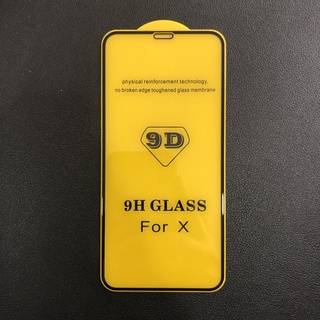 physical reinforcement technology,
no broken edge toughened glass membrane
9D
9H GLASS
For X